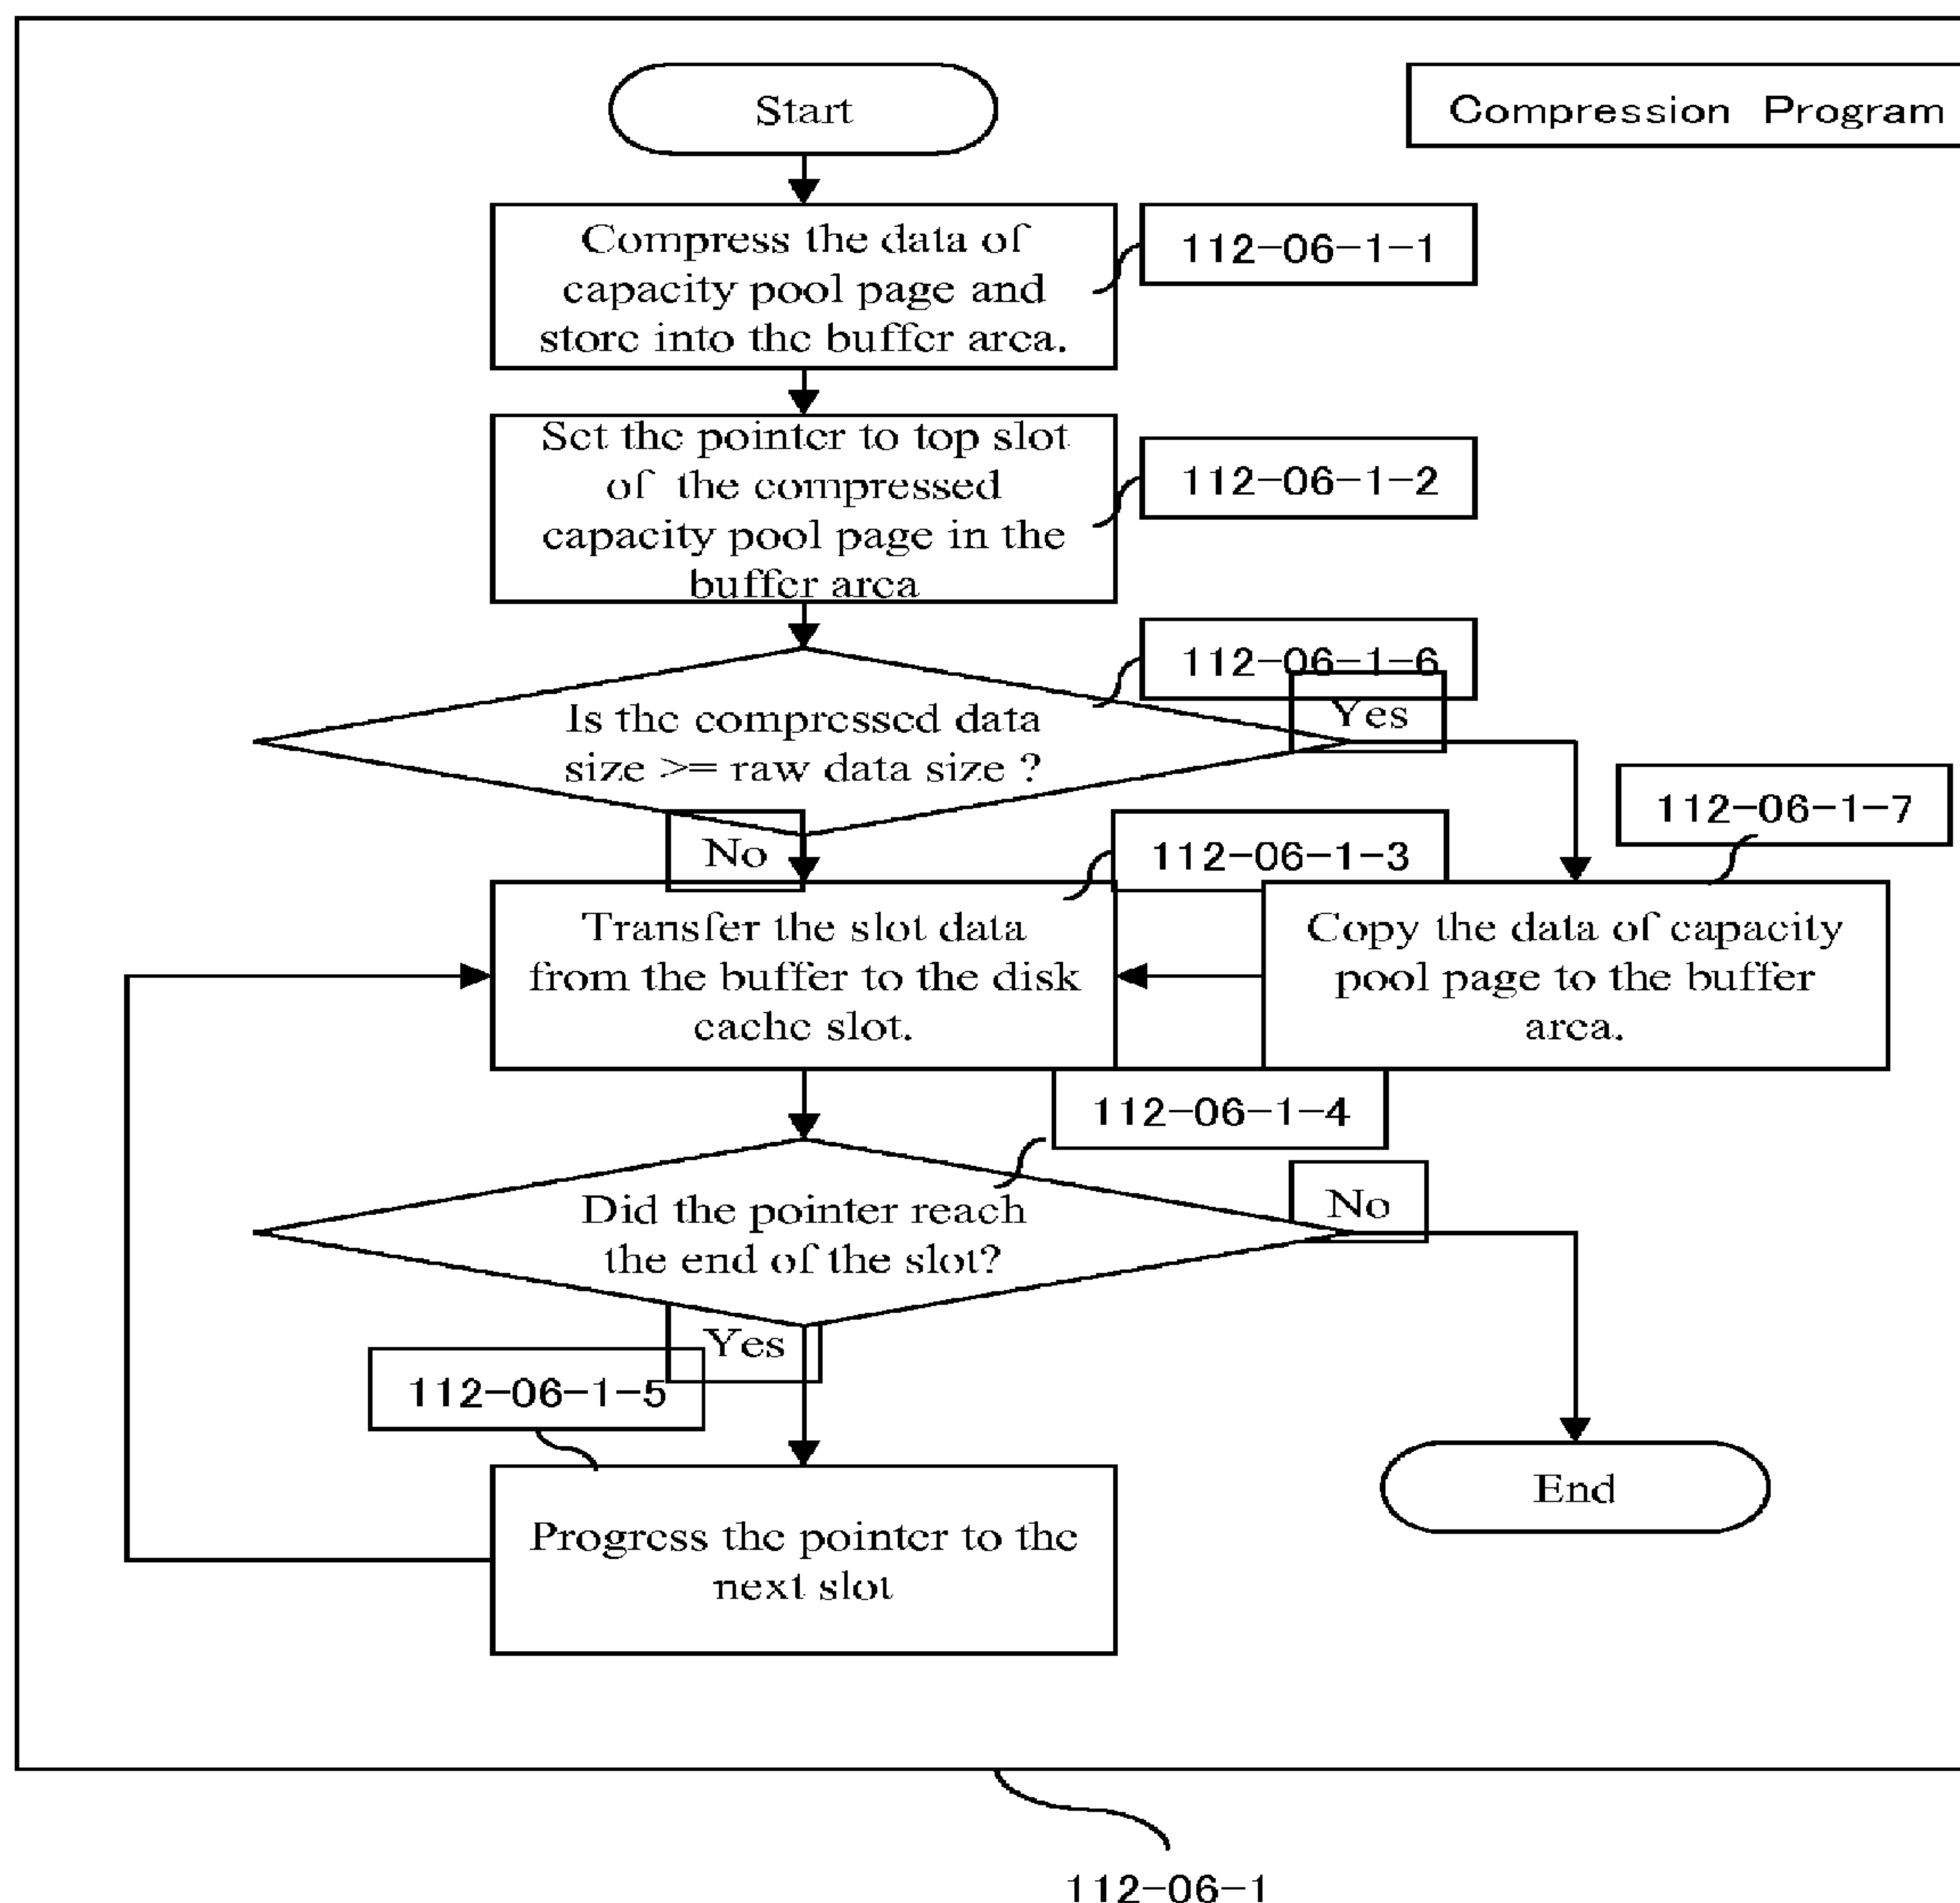 Start
Compression Program
Compress the data of
capacity pool page and
store into the buffer area.
112-06-1-1
Set the pointer to top slot
of the compressed
capacity pool page in the
buffer area
112-06-1-2
112-06-1-6
Is the compressed data
size >= raw data size ?
Yes
No
112-06-1-7
112-06-1-3
Transfer the slot data
from the buffer to the disk
cache slot.
Copy the data of capacity
pool page to the buffer
area.
112-06-1-4
Did the pointer reach
the end of the slot?
No
Yes
112-06-1-5
Progress the pointer to the
next slot
End
112-06-1